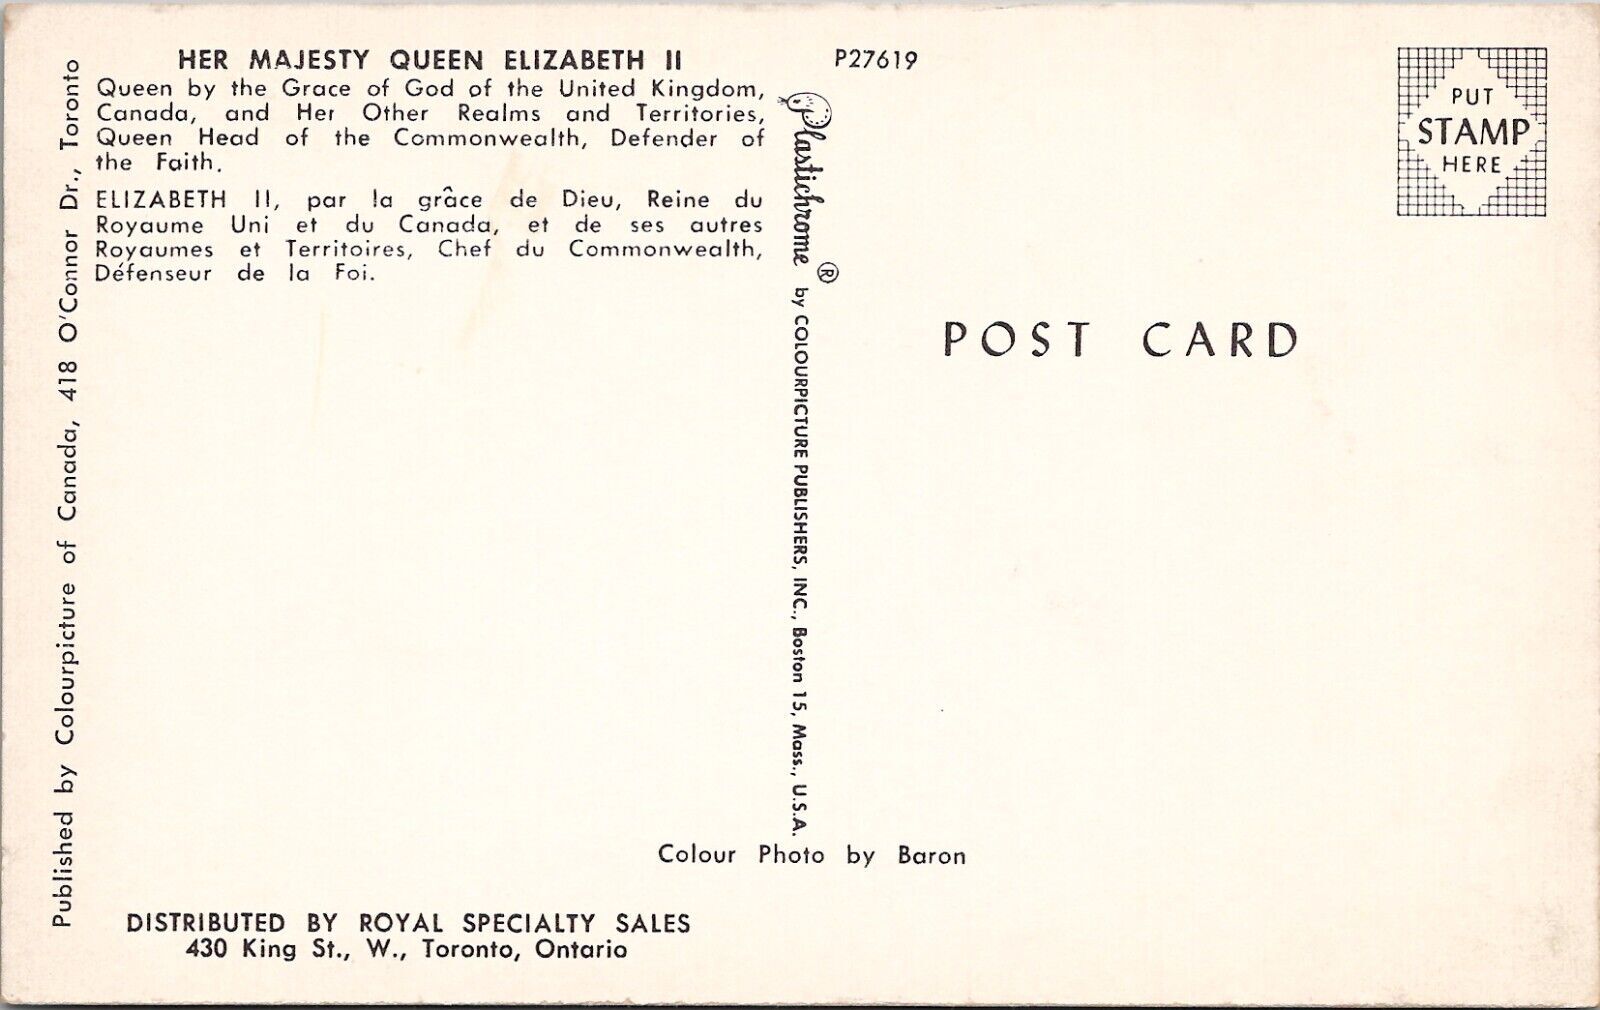 HER MAJESTY QUEEN ELIZABETH II
Queen by the Grace of God of the United Kingdom,
Canada, and Her Other Realms and Territories,
Queen Head of the Commonwealth, Defender of
the Faith.
ELIZABETH II, par la grâce de Dieu, Reine du
Royaume Uni et du Canada, et de ses autres
Royaumes et Territoires, Chef du Commonwealth,
Défenseur de la Foi.
Published by Colourpicture of Canada, 418 O'Connor Dr., Toronto
P27619
Plastichrome ® by COLOURPICTURE PUBLISHERS, INC., Boston 15, Mass., U.S.A.
PUT
STAMP
HERE
POST CARD
Colour Photo by Baron
DISTRIBUTED BY ROYAL SPECIALTY SALES
430 King St., W., Toronto, Ontario